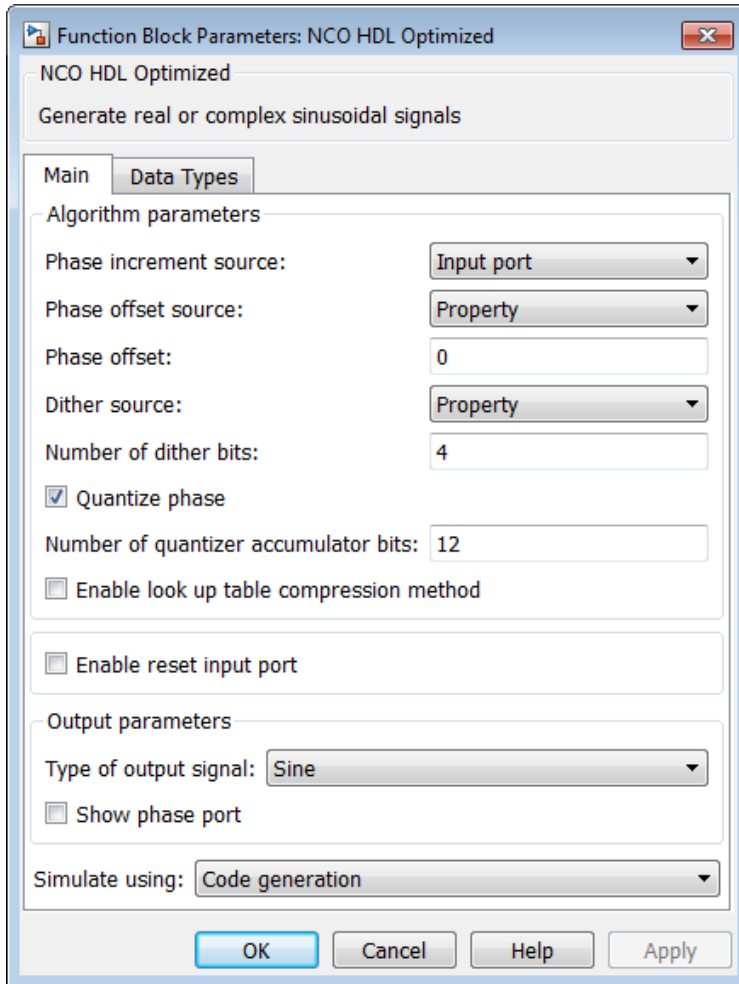 Function Block Parameters: NCO HDL Optimized
NCO HDL Optimized
Generate real or complex sinusoidal signals
Main Data Types
Algorithm parameters
Phase increment source: Input port
Phase offset source: Property
Phase offset: 0
Dither source: Property
Number of dither bits: 4
Quantize phase
Number of quantizer accumulator bits: 12
Enable look up table compression method
Enable reset input port
Output parameters
Type of output signal: Sine
Show phase port
Simulate using: Code generation
OK Cancel Help Apply